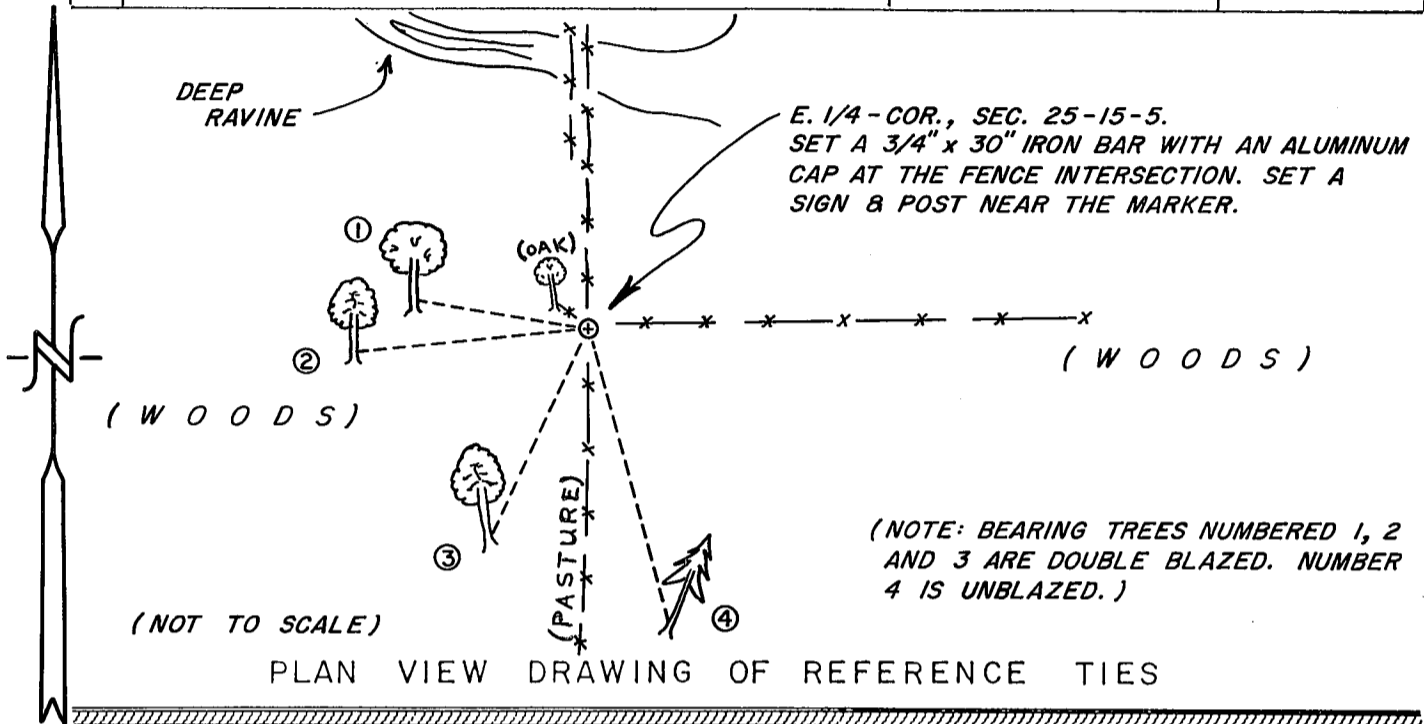 DEEP
RAVINE
E. 1/4 - COR., SEC. 25-15-5.
SET A 3/4" x 30" IRON BAR WITH AN ALUMINUM
CAP AT THE FENCE INTERSECTION. SET A
SIGN & POST NEAR THE MARKER.
①
(OAK)
②
N
(WOODS)
(WOODS)
③
(PASTURE)
④
(NOTE: BEARING TREES NUMBERED 1, 2
AND 3 ARE DOUBLE BLAZED. NUMBER
4 IS UNBLAZED.)
(NOT TO SCALE)
PLAN VIEW DRAWING OF REFERENCE TIES